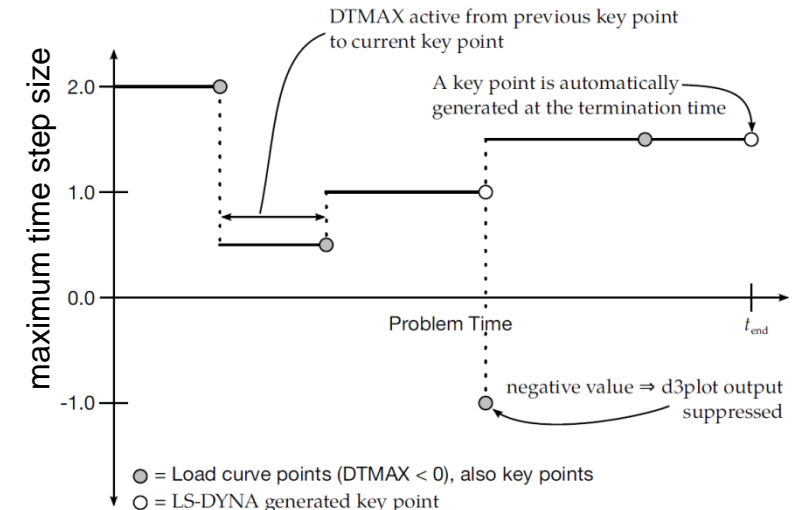 DTMAX active from previous key point
to current key point
A key point is automatically
generated at the termination time
maximum time step size
2.0
1.0
0.0
-1.0
Problem Time
tend
negative value ⇒ d3plot output
suppressed
= Load curve points (DTMAX < 0), also key points
= LS-DYNA generated key point